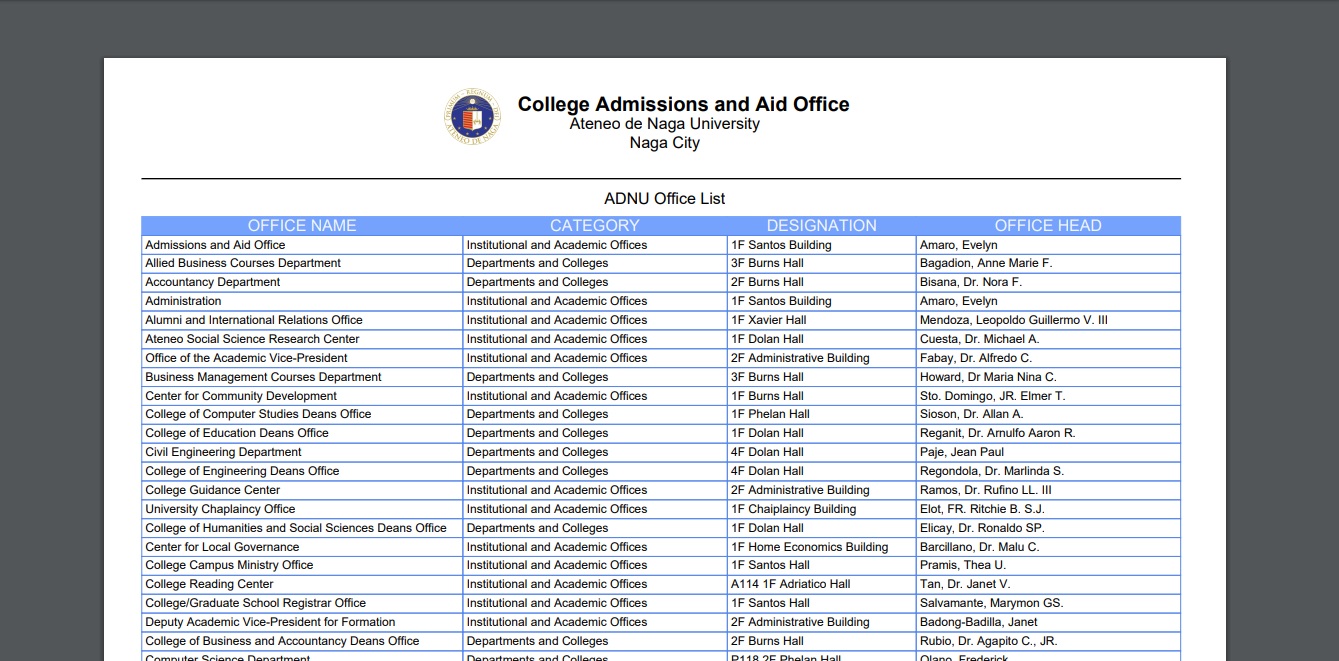 College Admissions and Aid Office
Ateneo de Naga University
Naga City
ADNU Office List
OFFICE NAME CATEGORY DESIGNATION OFFICE HEAD
Admissions and Aid Office Institutional and Academic Offices 1F Santos Building Amaro, Evelyn
Allied Business Courses Department Departments and Colleges 3F Burns Hall Bagadion, Anne Marie F.
Accountancy Department Departments and Colleges 2F Burns Hall Bisana, Dr. Nora F.
Administration Institutional and Academic Offices 1F Santos Building Amaro, Evelyn
Alumni and International Relations Office Institutional and Academic Offices 1F Xavier Hall Mendoza, Leopoldo Guillermo V. III
Ateneo Social Science Research Center Institutional and Academic Offices 1F Dolan Hall Cuesta, Dr. Michael A.
Office of the Academic Vice-President Institutional and Academic Offices 2F Administrative Building Fabay, Dr. Alfredo C.
Business Management Courses Department Departments and Colleges 3F Burns Hall Howard, Dr Maria Nina C.
Center for Community Development Institutional and Academic Offices 1F Burns Hall Sto. Domingo, JR. Elmer T.
College of Computer Studies Deans Office Departments and Colleges 1F Phelan Hall Sioson, Dr. Allan A.
College of Education Deans Office Departments and Colleges 1F Dolan Hall Reganit, Dr. Arnulfo Aaron R.
Civil Engineering Department Departments and Colleges 4F Dolan Hall Paje, Jean Paul
College of Engineering Deans Office Departments and Colleges 4F Dolan Hall Regondola, Dr. Marlinda S.
College Guidance Center Institutional and Academic Offices 2F Administrative Building Ramos, Dr. Rufino LL. III
University Chaplaincy Office Institutional and Academic Offices 1F Chaiplaincy Building Elot, FR. Ritchie B. S.J.
College of Humanities and Social Sciences Deans Office Departments and Colleges 1F Dolan Hall Elicay, Dr. Ronaldo SP.
Center for Local Governance Institutional and Academic Offices 1F Home Economics Building Barcillano, Dr. Malu C.
College Campus Ministry Office Institutional and Academic Offices 1F Santos Hall Pramis, Thea U.
College Reading Center Institutional and Academic Offices A114 1F Adriatico Hall Tan, Dr. Janet V.
College/Graduate School Registrar Office Institutional and Academic Offices 1F Santos Hall Salvamante, Marymon GS.
Deputy Academic Vice-President for Formation Institutional and Academic Offices 2F Administrative Building Badong-Badilla, Janet
College of Business and Accountancy Deans Office Departments and Colleges 2F Burns Hall Rubio, Dr. Agapito C., JR.
Computer Science Department Departments and Colleges P118 2F Phelan Hall Olano, Frederick